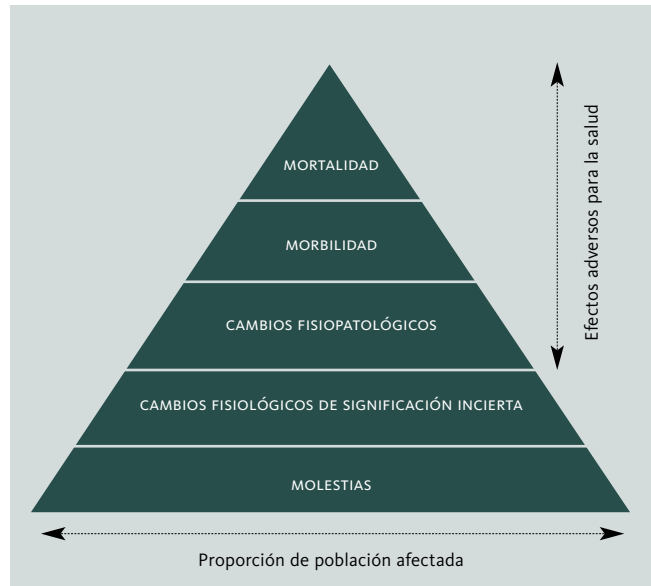 MORTALIDAD
MORBILIDAD
CAMBIOS FISIOPATOLÓGICOS
CAMBIOS FISIOLÓGICOS DE SIGNIFICACIÓN INCIERTA
MOLESTIAS
Efectos adversos para la salud
Proporción de población afectada